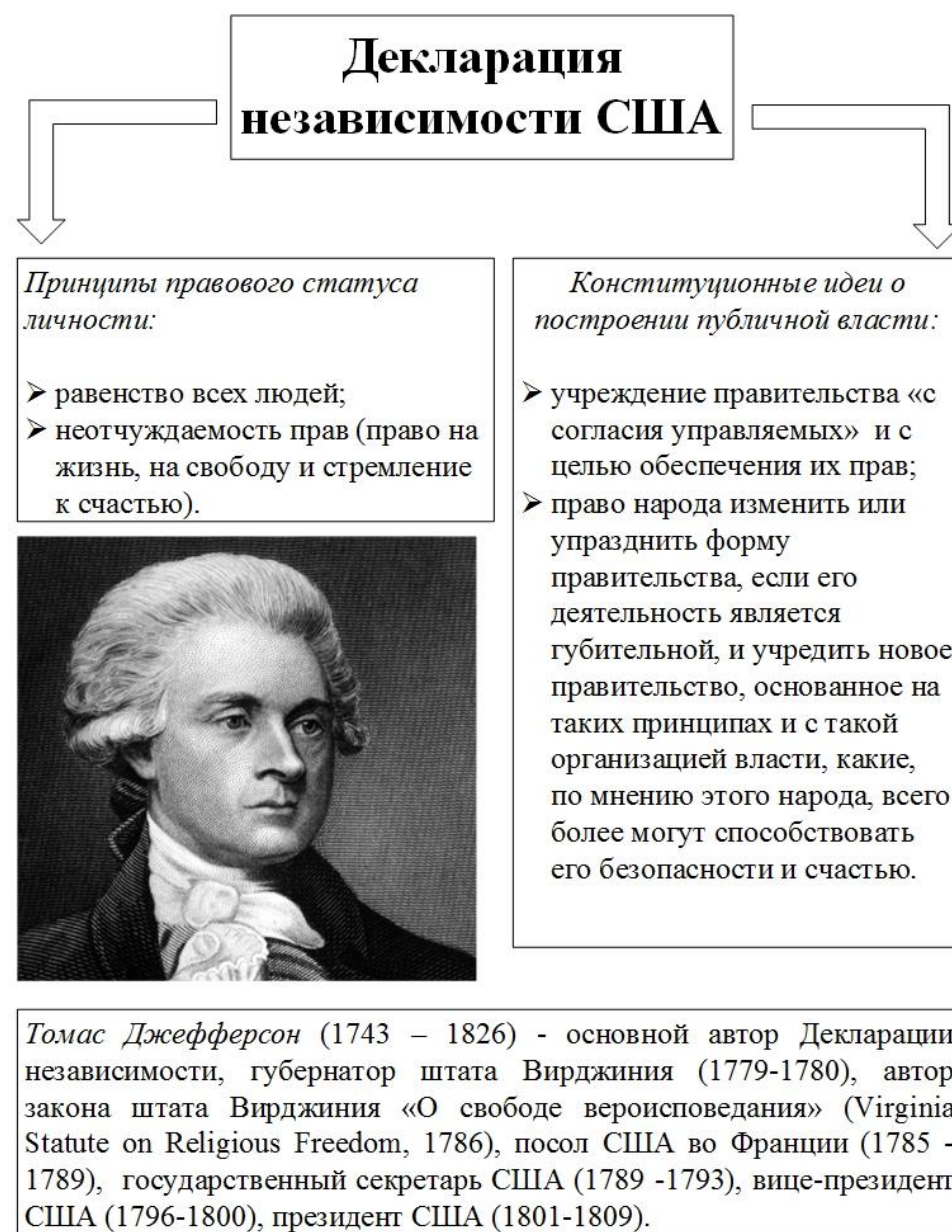 Декларация
независимости США
Принципы правового статуса
личности:
➢ равенство всех людей;
➢ неотчуждаемость прав (право на
жизнь, на свободу и стремление
к счастью).
Конституционные идеи о
построении публичной власти:
➢ учреждение правительства «с
согласия управляемых» и с
целью обеспечения их прав;
➢ право народа изменить или
упразднить форму
правительства, если его
деятельность является
губительной, и учредить новое
правительство, основанное на
таких принципах и с такой
организацией власти, какие,
по мнению этого народа, всего
более могут способствовать
его безопасности и счастью.
Томас Джефферсон (1743 – 1826) - основной автор Декларации
независимости, губернатор штата Вирджиния (1779-1780), автор
закона штата Вирджиния «О свободе вероисповедания» (Virginia
Statute on Religious Freedom, 1786), посол США во Франции (1785 -
1789), государственный секретарь США (1789 -1793), вице-президент
США (1796-1800), президент США (1801-1809).